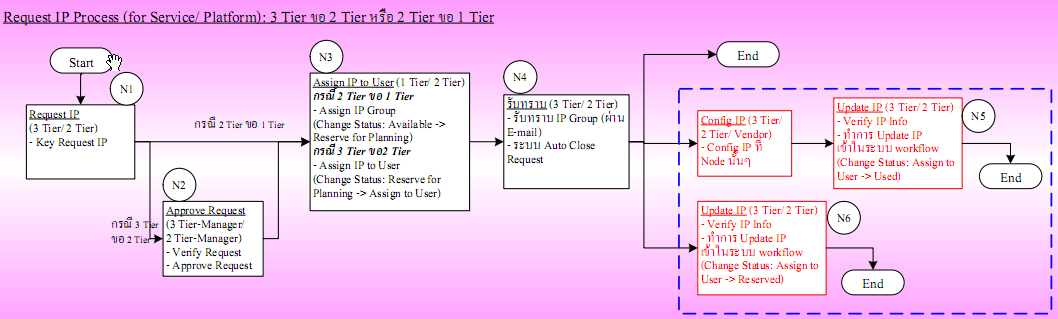 Request IP Process (for Service/ Platform): 3 Tier ขอ 2 Tier หรือ 2 Tier ขอ 1 Tier
Start
N1
Request IP
(3 Tier/ 2 Tier)
- Key Request IP
กรณี 2 Tier ขอ 1 Tier
กรณี 3 Tier
ขอ 2 Tier
N2
Approve Request
(3 Tier-Manager/
2 Tier-Manager)
- Verify Request
- Approve Request
N3
Assign IP to User (1 Tier/ 2 Tier)
กรณี 2 Tier ขอ 1 Tier
- Assign IP Group
(Change Status: Available ->
Reserve for Planning)
กรณี 3 Tier ขอ2 Tier
- Assign IP to User
(Change Status: Reserve for
Planning -> Assign to User)
N4
รับทราบ (3 Tier/ 2 Tier)
- รับทราบ IP Group (ผ่าน
E-mail)
- ระบบ Auto Close
Request
End
Config IP (3 Tier/
2 Tier/ Vendor)
- Config IP ที่
Node นั้นๆ
N5
Update IP (3 Tier/ 2 Tier)
- Verify IP Info
- ทำการ Update IP
เข้าในระบบ workflow
(Change Status: Assign to
User -> Used)
End
N6
Update IP (3 Tier/ 2 Tier)
- Verify IP Info
- ทำการ Update IP
เข้าในระบบ workflow
(Change Status: Assign to
User -> Reserved)
End